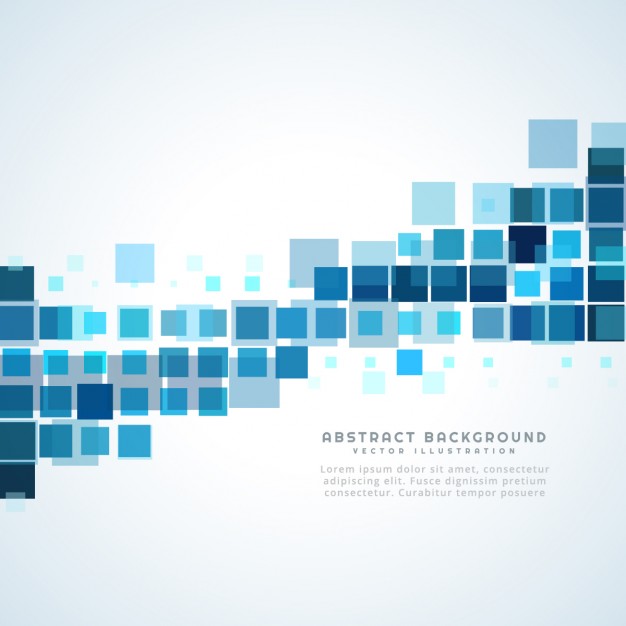 ABSTRACT BACKGROUND
VECTOR ILLUSTRATION
Lorem ipsum dolor sit amet, consectetur
adipiscing elit. Fusce dignissim pretium
consectetur. Curabitur tempor posuere